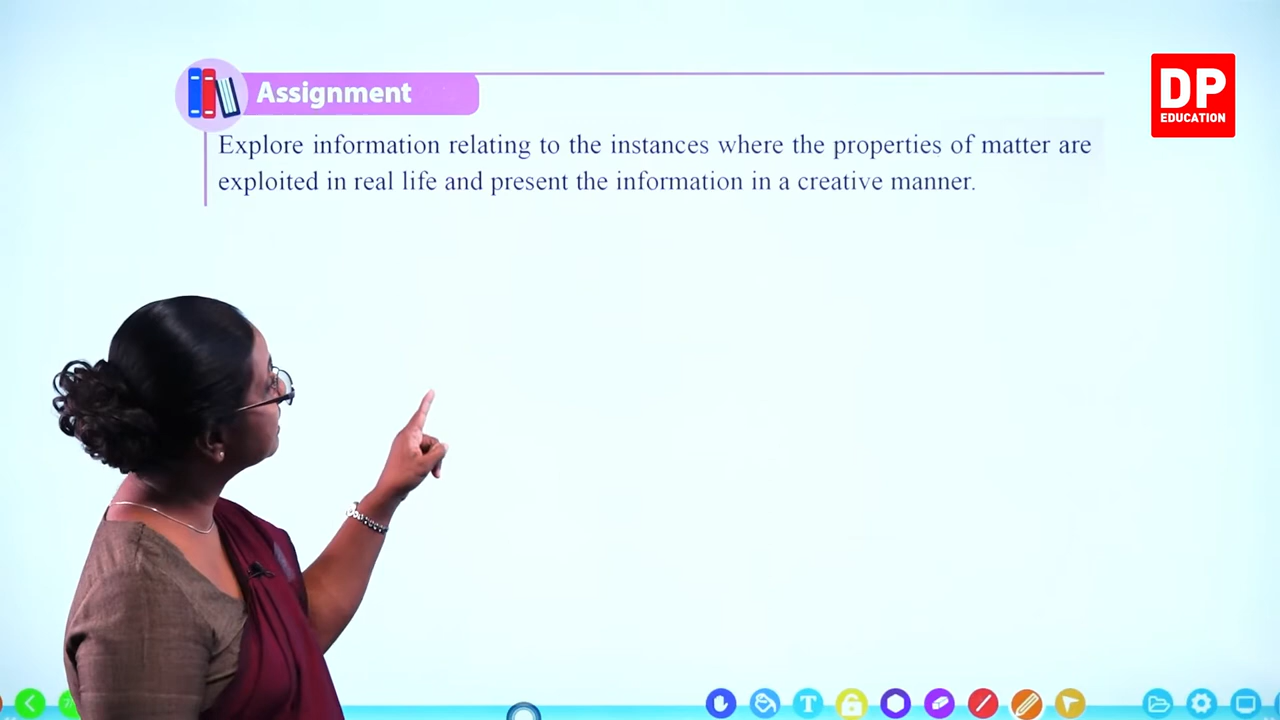 Assignment
DP
EDUCATION
Explore information relating to the instances where the properties of matter are
exploited in real life and present the information in a creative manner.
T